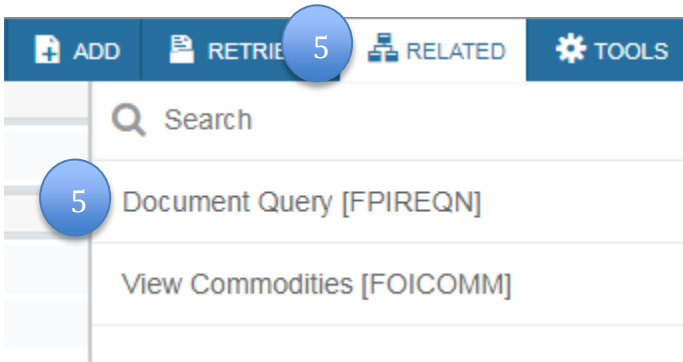 ADD RETRIE 5 RELATED TOOLS
Search
5 Document Query [FPIREQN]
View Commodities [FOICOMM]